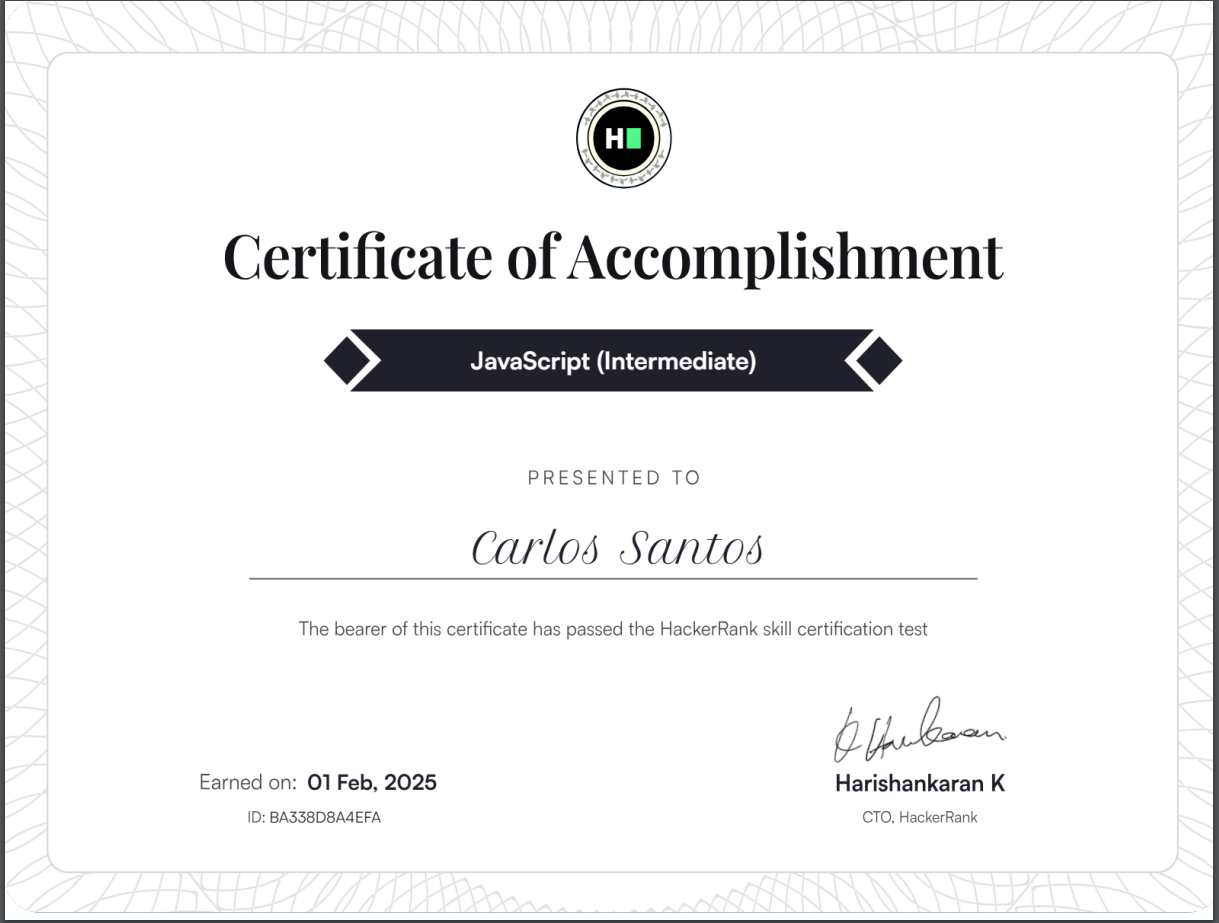 H
Certificate of Accomplishment
JavaScript (Intermediate)
PRESENTED TO
Carlos Santos
The bearer of this certificate has passed the HackerRank skill certification test
Earned on: 01 Feb, 2025
ID: BA338D8A4EFA
Harishankaran K
CTO, HackerRank